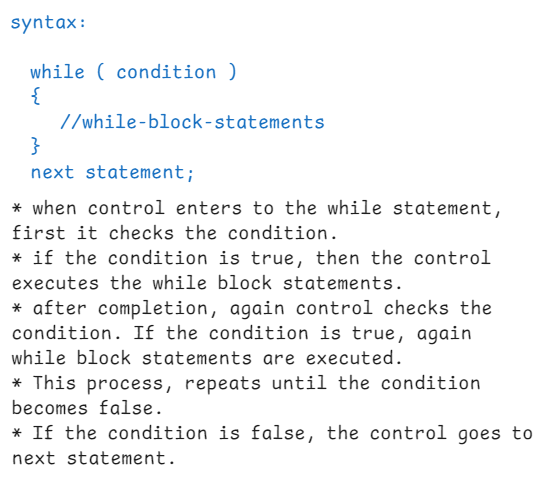 syntax:
while ( condition )
{
//while-block-statements
}
next statement;
* when control enters to the while statement,
first it checks the condition.
* if the condition is true, then the control
executes the while block statements.
* after completion, again control checks the
condition. If the condition is true, again
while block statements are executed.
* This process, repeats until the condition
becomes false.
* If the condition is false, the control goes to
next statement.